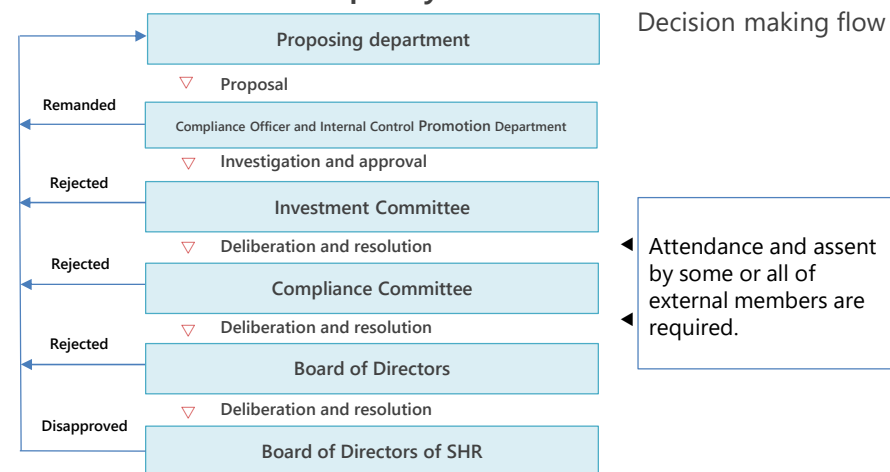 Decision making flow
Proposing department
Proposal
Remanded
Compliance Officer and Internal Control Promotion Department
Investigation and approval
Rejected
Investment Committee
Deliberation and resolution
Rejected
Compliance Committee
Deliberation and resolution
Rejected
Board of Directors
Deliberation and resolution
Disapproved
Board of Directors of SHR
Attendance and assent
by some or all of
external members are
required.